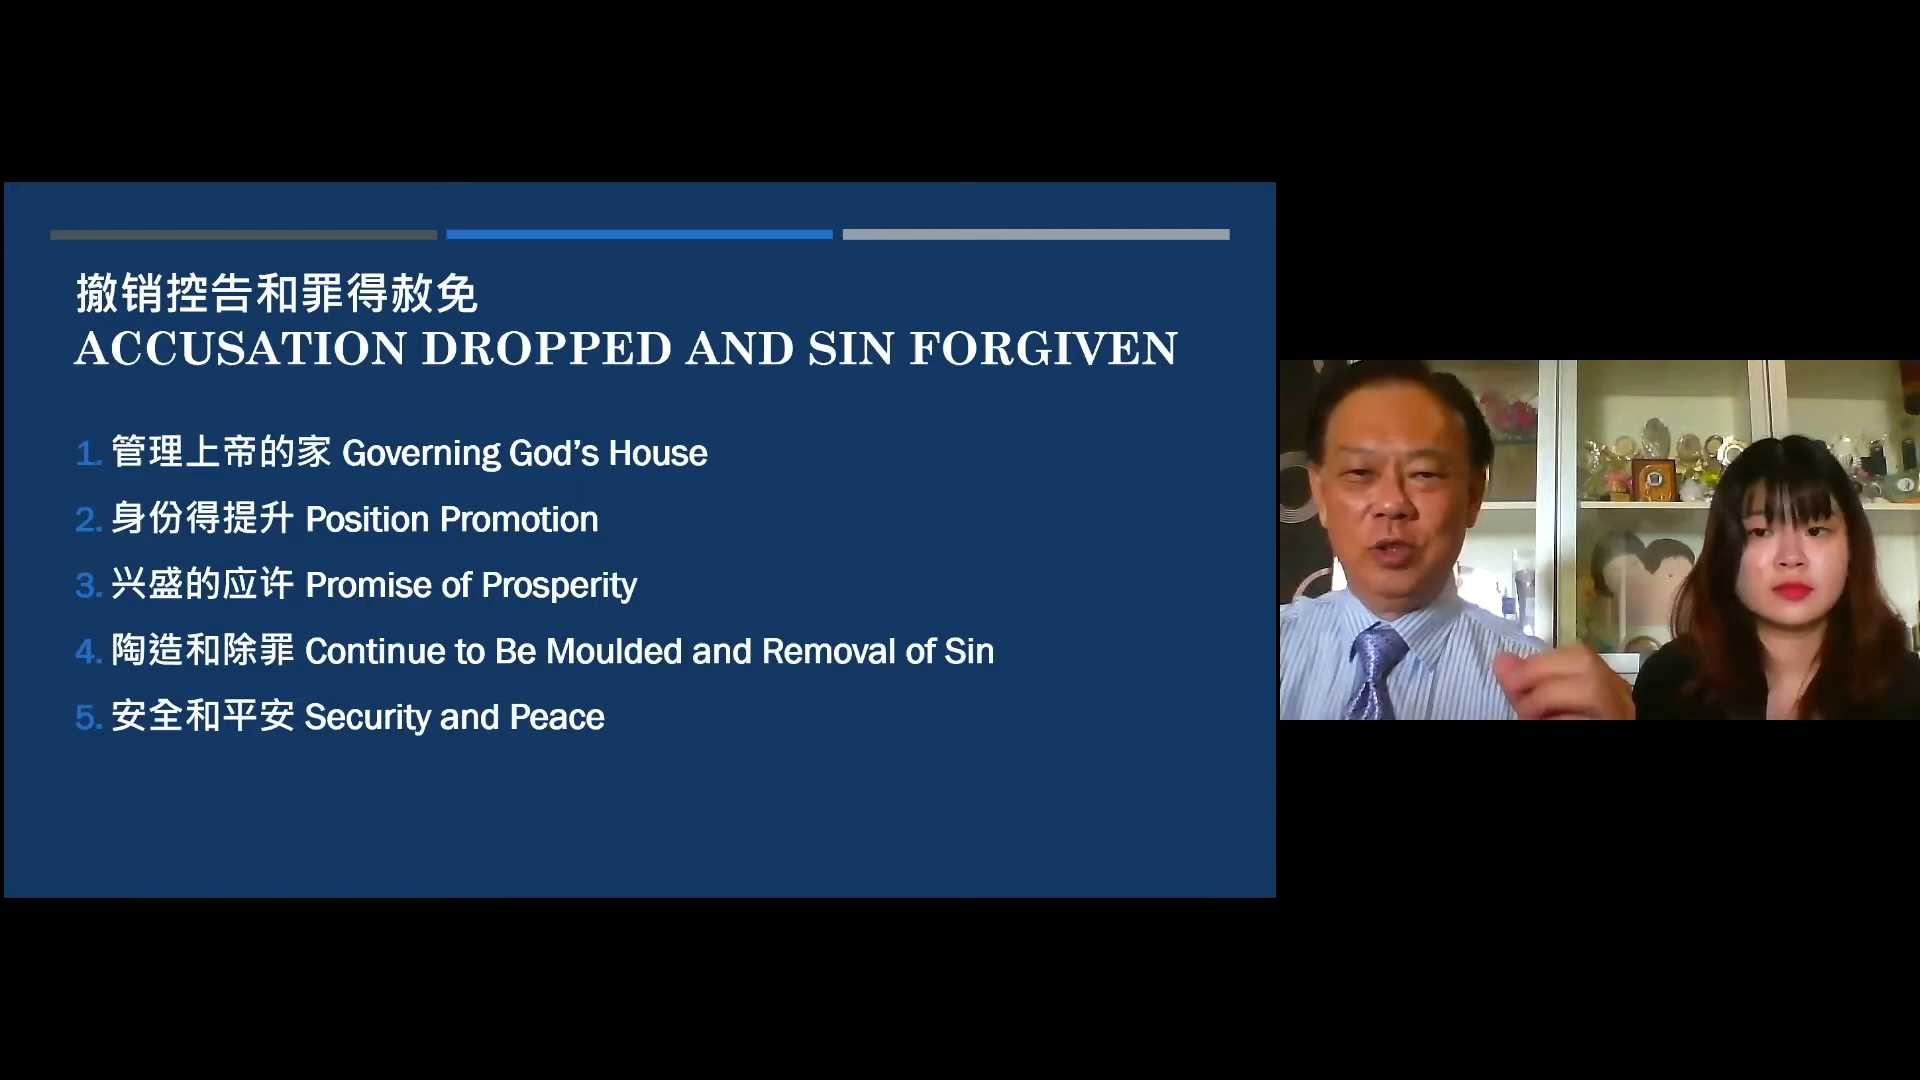 撤销控告和罪得赦免
ACCUSATION DROPPED AND SIN FORGIVEN
1. 管理上帝的家 Governing God’s House
2. 身份得提升 Position Promotion
3. 兴盛的应许 Promise of Prosperity
4. 陶造和除罪 Continue to Be Moulded and Removal of Sin
5. 安全和平安 Security and Peace